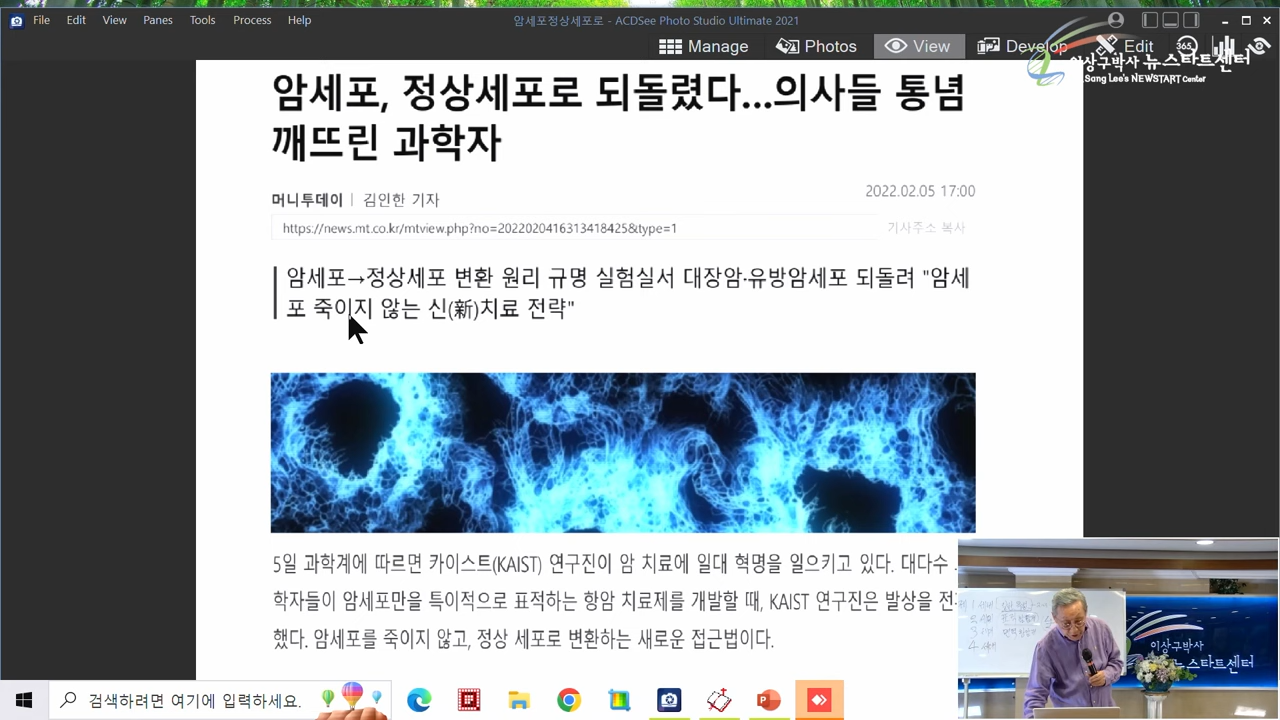 File Edit View Panes Tools Process Help
암세포정상세포로 - ACDSee Photo Studio Ultimate 2021
Manage Photos View Develop Edit 365
이상구박사 뉴스타트센터
Sang Lee's NEWSTART Center
암세포, 정상세포로 되돌렸다...의사들 통념
깨뜨린 과학자
머니투데이 | 김인한 기자
2022.02.05 17:00
https://news.mt.co.kr/mtview.php?no=2022020416313418425&type=1
기사주소 복사
암세포→정상세포 변환 원리 규명 실험실서 대장암·유방암세포 되돌려 "암세
포 죽이지 않는 신(新)치료 전략"
5일 과학계에 따르면 카이스트(KAIST) 연구진이 암 치료에 일대 혁명을 일으키고 있다. 대다수
학자들이 암세포만을 특이적으로 표적하는 항암 치료제를 개발할 때, KAIST 연구진은 발상을 전
했다. 암세포를 죽이지 않고, 정상 세포로 변환하는 새로운 접근법이다.
이상구박사
뉴스타트센터
검색하려면 여기에 입력하세요.